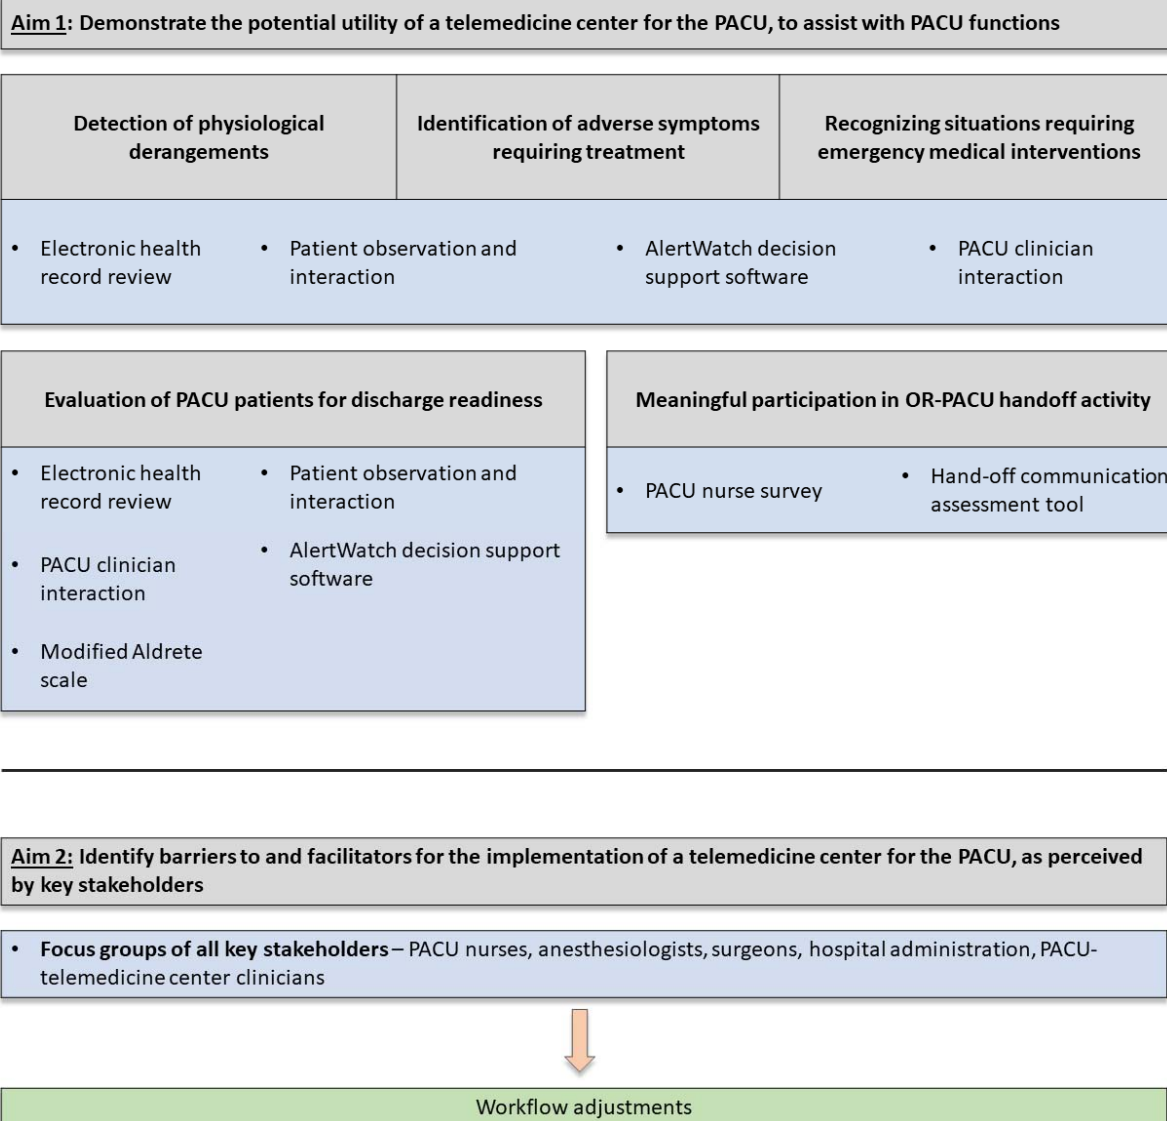 Aim 1: Demonstrate the potential utility of a telemedicine center for the PACU, to assist with PACU functions
Detection of physiological
derangements
Identification of adverse symptoms
requiring treatment
Recognizing situations requiring
emergency medical interventions
• Electronic health
record review
• Patient observation and
interaction
• AlertWatch decision
support software
• PACU clinician
interaction
Evaluation of PACU patients for discharge readiness
• Electronic health
record review
• PACU clinician
interaction
• Modified Aldrete
scale
• Patient observation and
interaction
• AlertWatch decision support
software
Meaningful participation in OR-PACU handoff activity
• PACU nurse survey
• Hand-off communication
assessment tool
Aim 2: Identify barriers to and facilitators for the implementation of a telemedicine center for the PACU, as perceived
by key stakeholders
• Focus groups of all key stakeholders – PACU nurses, anesthesiologists, surgeons, hospital administration, PACU-
telemedicine center clinicians
Workflow adjustments